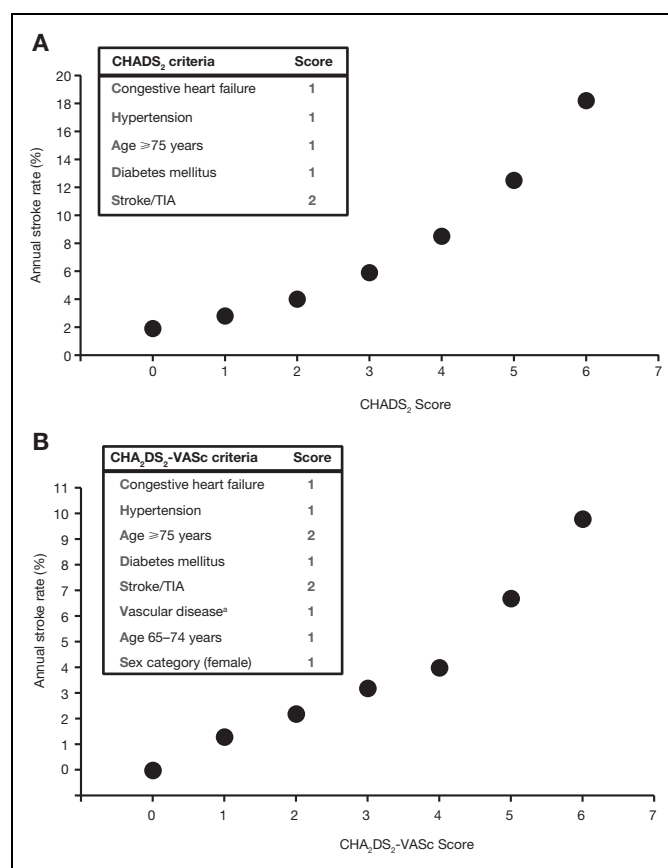 A
CHADS₂ criteria Score
Congestive heart failure 1
Hypertension 1
Age ⩾75 years 1
Diabetes mellitus 1
Stroke/TIA 2
Annual stroke rate (%)
20
18
16
14
12
10
8
6
4
2
0
0 1 2 3 4 5 6 7
CHADS₂ Score
B
CHA₂DS₂-VASc criteria Score
Congestive heart failure 1
Hypertension 1
Age ⩾75 years 2
Diabetes mellitus 1
Stroke/TIA 2
Vascular diseaseᵃ 1
Age 65–74 years 1
Sex category (female) 1
Annual stroke rate (%)
11
10
9
8
7
6
5
4
3
2
1
0
0 1 2 3 4 5 6 7
CHA₂DS₂-VASc Score